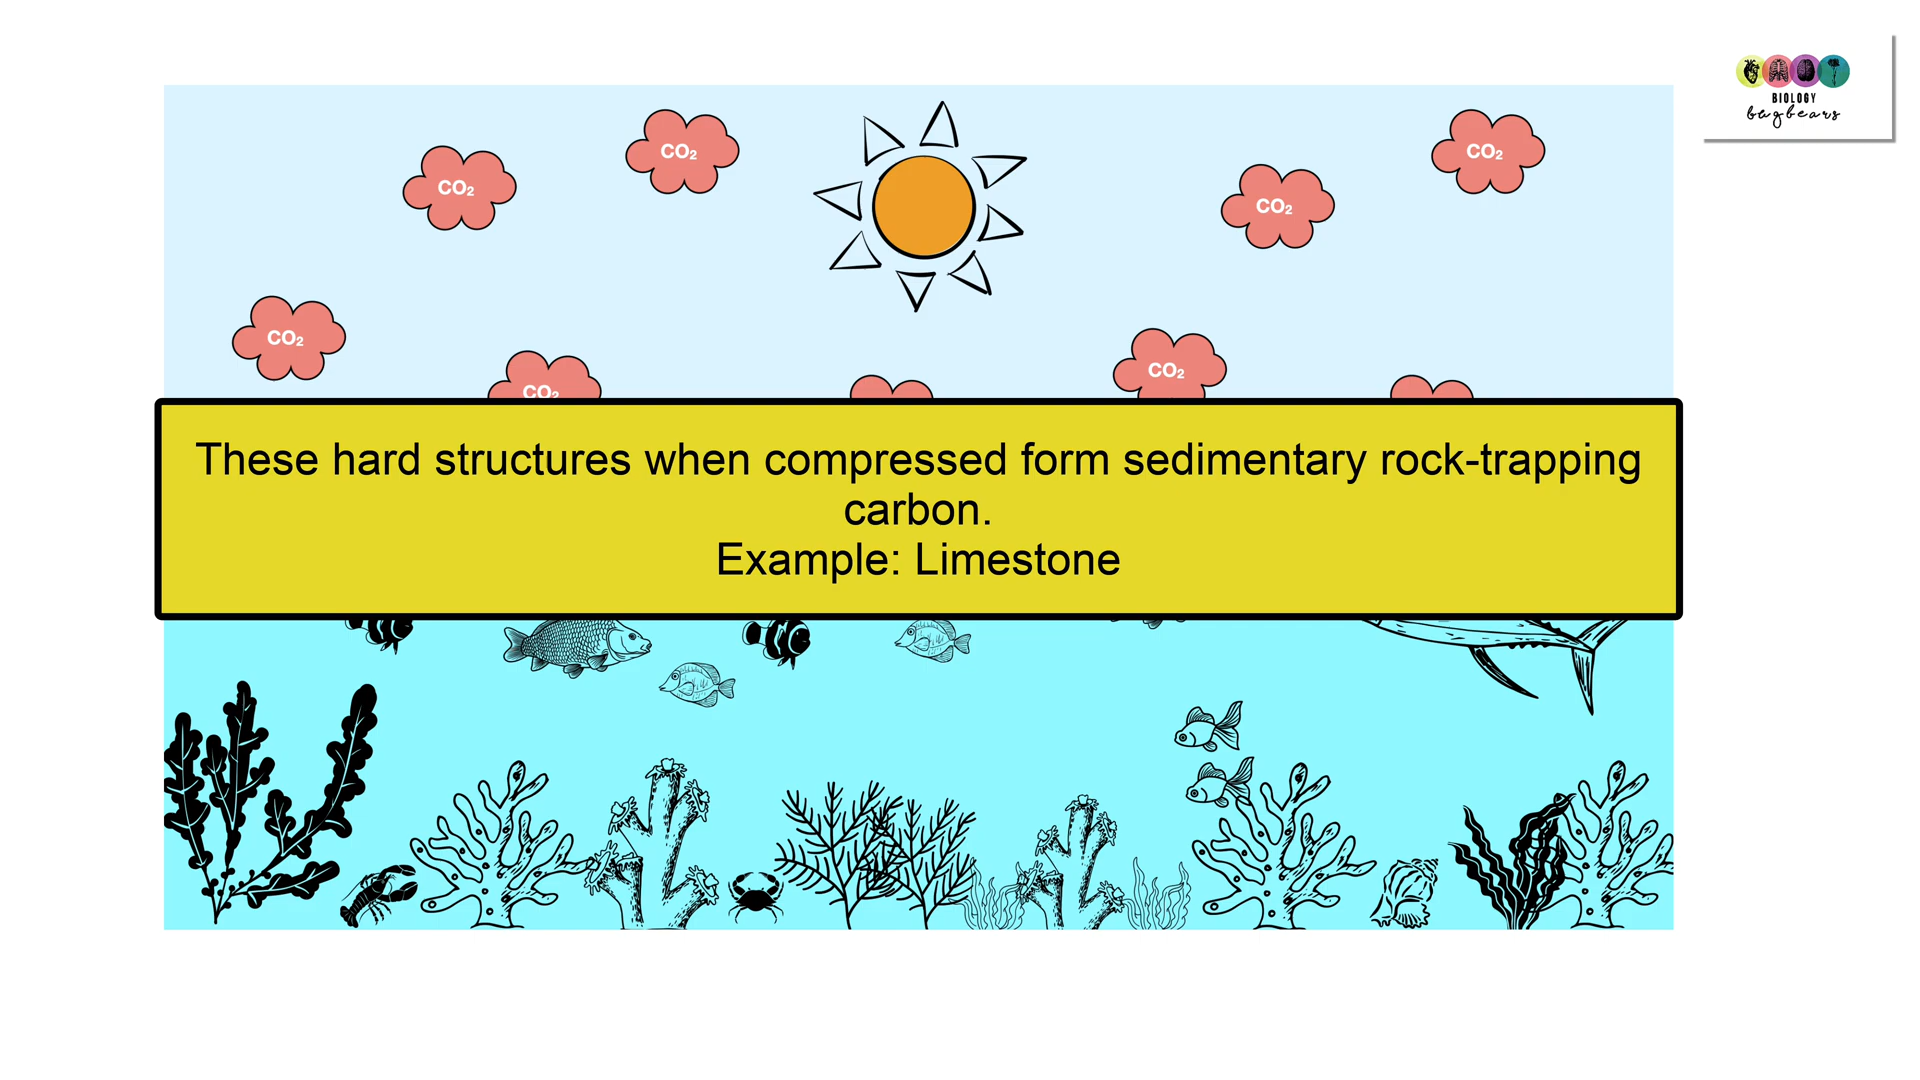 BIOLOGY
bugbears
CO₂
CO₂
CO₂
CO₂
CO₂
CO₂
CO₂
These hard structures when compressed form sedimentary rock-trapping
carbon.
Example: Limestone